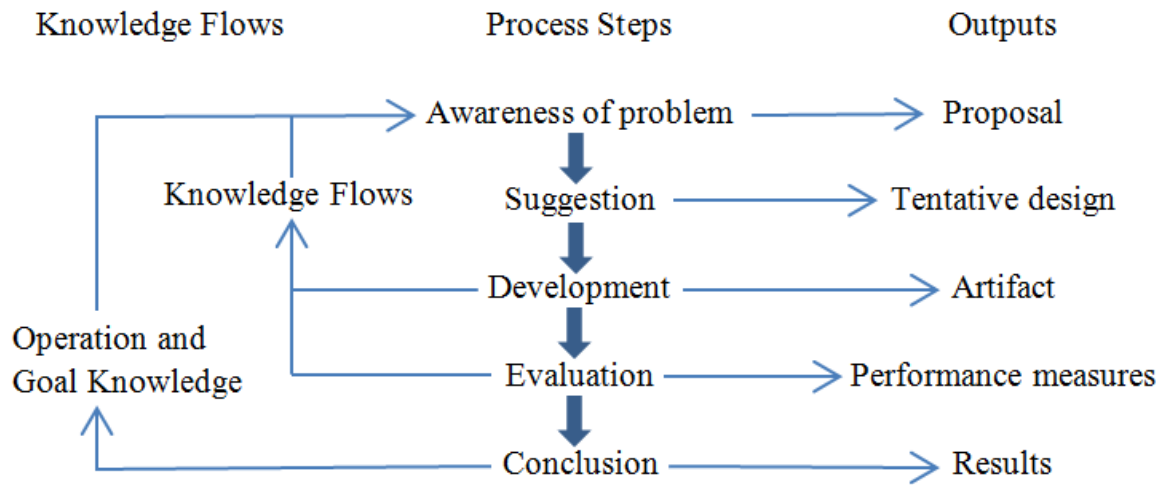 Knowledge Flows Process Steps Outputs
Awareness of problem Proposal
Knowledge Flows Suggestion Tentative design
Development Artifact
Operation and
Goal Knowledge Evaluation Performance measures
Conclusion Results